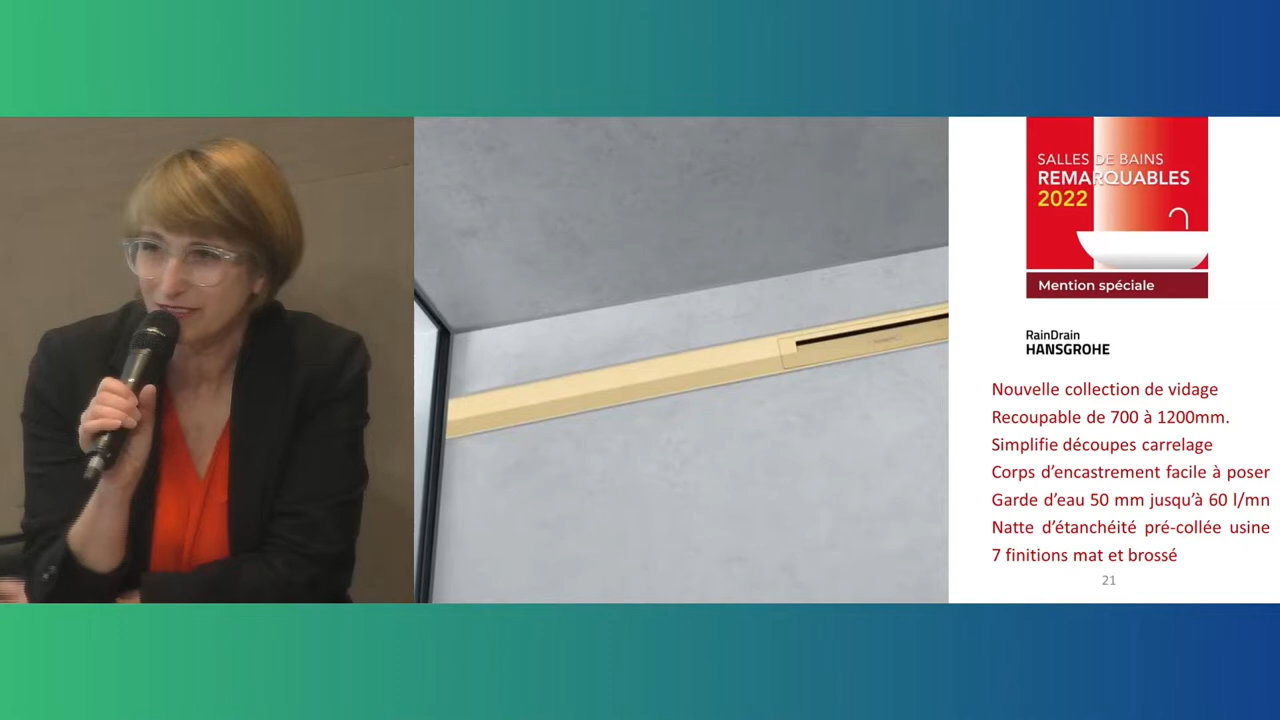 SALLES DE BAINS
REMARQUABLES
2022
Mention spéciale
RainDrain
HANSGROHE
Nouvelle collection de vidage
Recoupable de 700 à 1200mm.
Simplifie découpes carrelage
Corps d’encastrement facile à poser
Garde d’eau 50 mm jusqu’à 60 l/mn
Natte d’étanchéité pré-collée usine
7 finitions mat et brossé
21